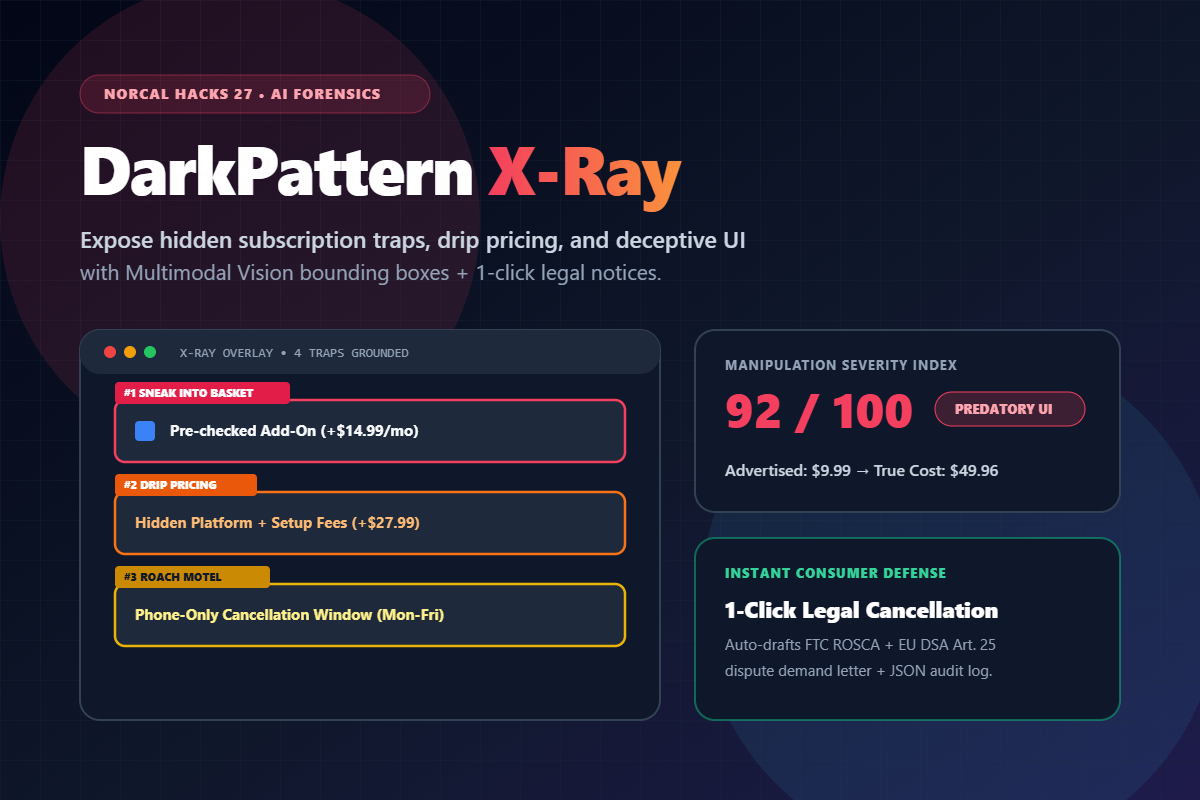 NORCAL HACKS 27 • AI FORENSICS
DarkPattern X-Ray
Expose hidden subscription traps, drip pricing, and deceptive UI
with Multimodal Vision bounding boxes + 1-click legal notices.
X-RAY OVERLAY • 4 TRAPS GROUNDED
#1 SNEAK INTO BASKET
Pre-checked Add-On (+$14.99/mo)
#2 DRIP PRICING
Hidden Platform + Setup Fees (+$27.99)
#3 ROACH MOTEL
Phone-Only Cancellation Window (Mon-Fri)
MANIPULATION SEVERITY INDEX
92 / 100
PREDATORY UI
Advertised: $9.99 → True Cost: $49.96
INSTANT CONSUMER DEFENSE
1-Click Legal Cancellation
Auto-drafts FTC ROSCA + EU DSA Art. 25
dispute demand letter + JSON audit log.